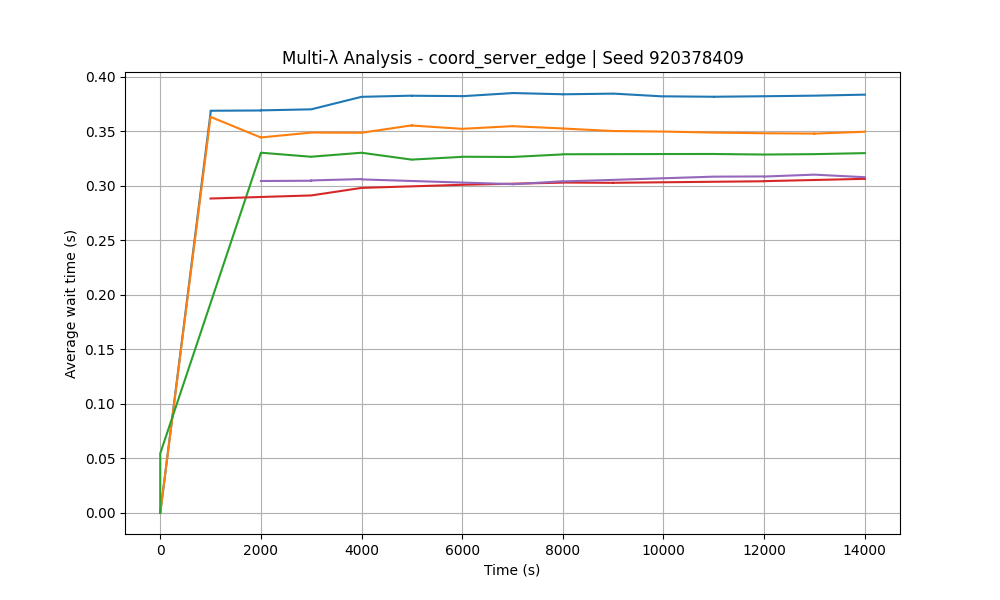 Multi-λ Analysis - coord_server_edge | Seed 920378409
Average wait time (s)
0.40
0.35
0.30
0.25
0.20
0.15
0.10
0.05
0.00
0 2000 4000 6000 8000 10000 12000 14000
Time (s)